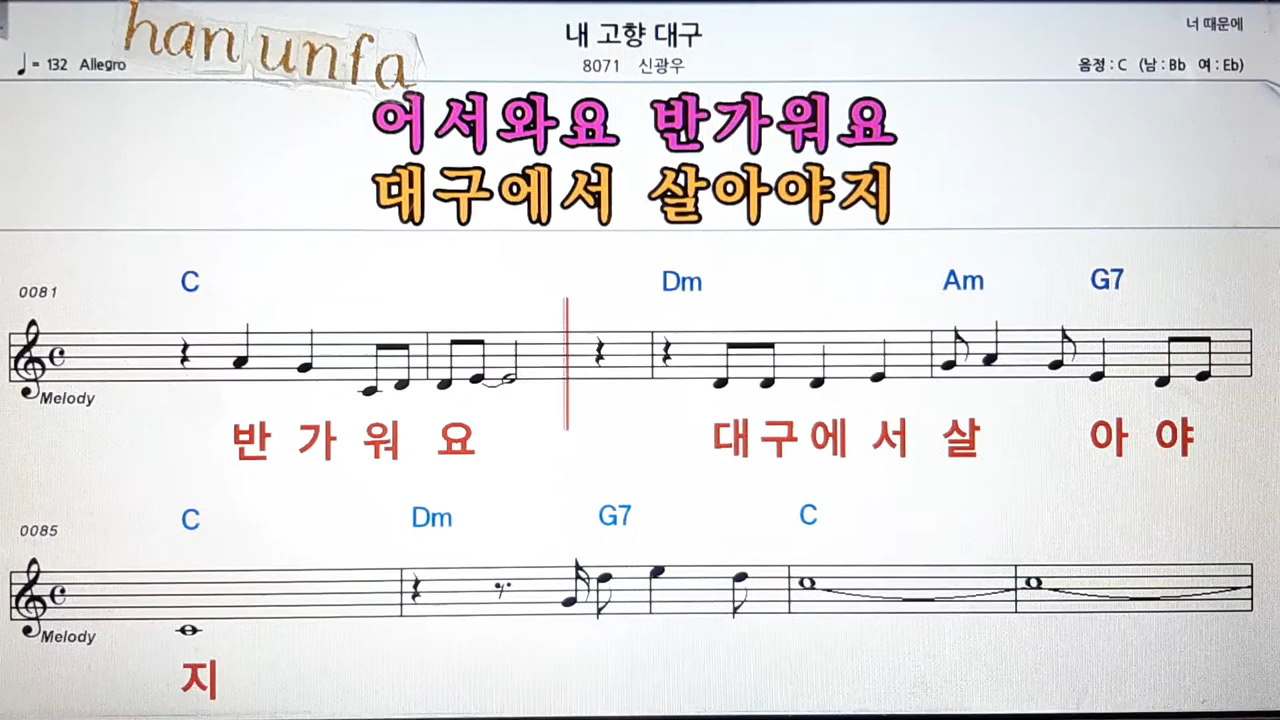 han unfa
내 고향 대구
너 때문에
♩= 132 Allegro
8071 신광우
음정 : C (남 : Bb 여 : Eb)
어서와요 반가워요
대구에서 살아야지
C Dm Am G7
0081
Melody
반 가 워 요 대 구 에 서 살 아 야
C Dm G7 C
0085
Melody
지